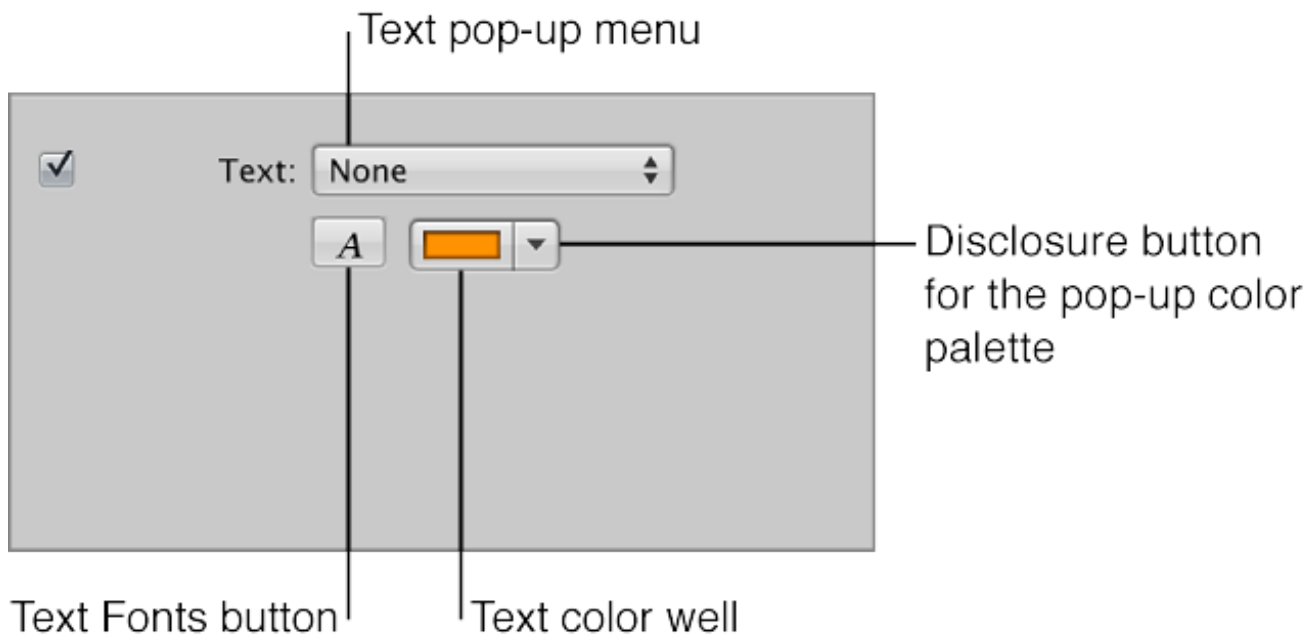 Text pop-up menu
Text: None
A
Disclosure button
for the pop-up color
palette
Text Fonts button
Text color well